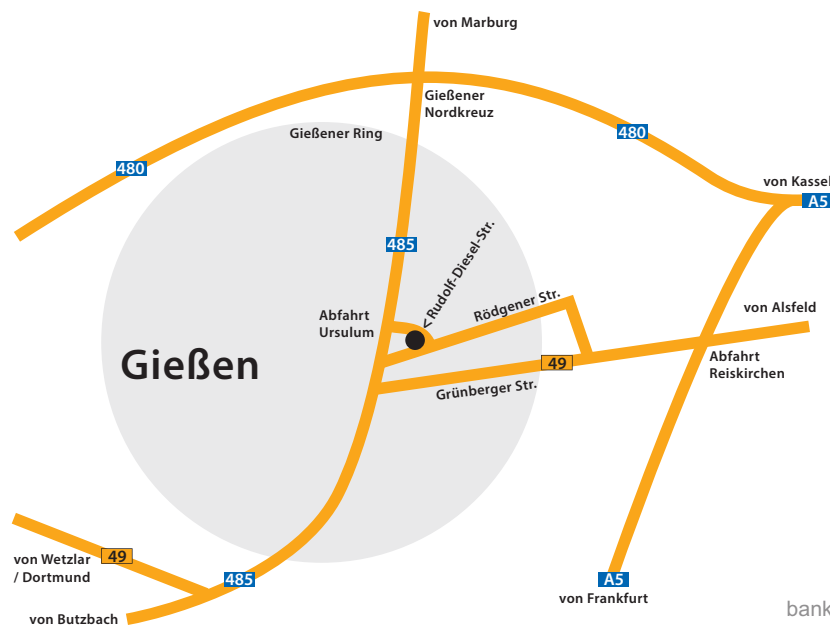 von Marburg
Gießener
Nordkreuz
Gießener Ring
480
480
von Kassel
A5
485
< Rudolf-Diesel-Str.
Rödgener Str.
von Alsfeld
Abfahrt
Ursulum
Gießen
49
Abfahrt
Reiskirchen
Grünberger Str.
49
von Wetzlar
/ Dortmund
485
A5
von Frankfurt
von Butzbach
bank